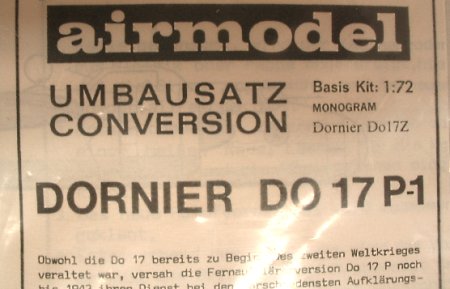 airmodel
UMBAUSATZ
CONVERSION
Basis Kit: 1:72
MONOGRAM
Dornier Do17Z
DORNIER DO 17 P-1
Obwohl die Do 17 bereits zu Beginn des zweiten Weltkrieges
veraltet war, versah die Version Do 17 P noch
bis 1943 ihren Dienst bei den Aufklärungs-